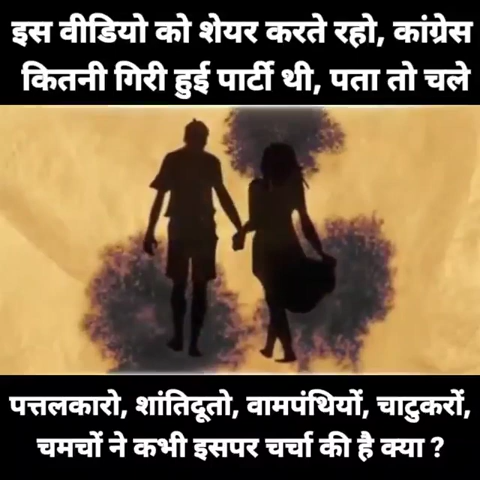 इस वीडियो को शेयर करते रहो, कांग्रेस
कितनी गिरी हुई पार्टी थी, पता तो चले
पत्तलकारो, शांतिदूतो, वामपंथियों, चाटुकरों,
चमचों ने कभी इसपर चर्चा की है क्या ?